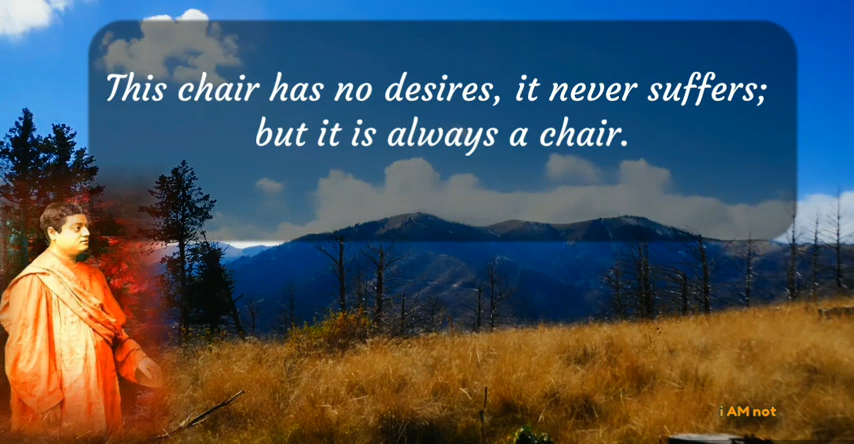 This chair has no desires, it never suffers;
but it is always a chair.
i AM not